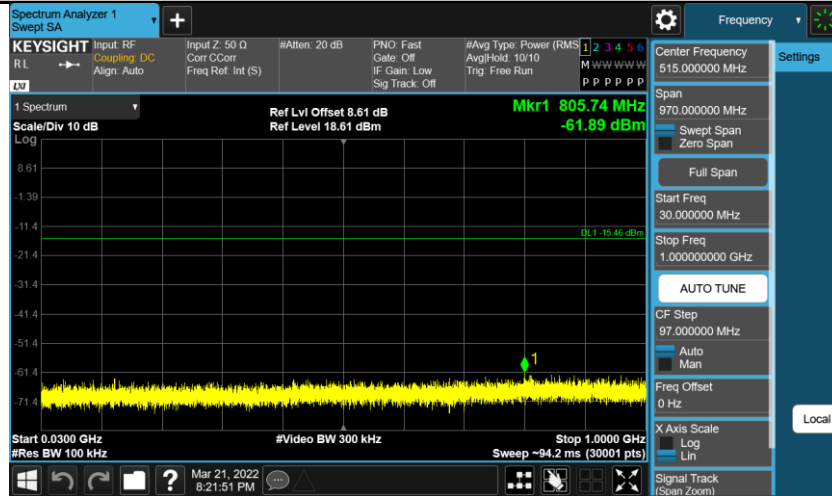 Spectrum Analyzer 1
Swept SA
Frequency
KEYSIGHT
RL
LXI
Input: RF
Coupling: DC
Align: Auto
Input Z: 50 Ω
Corr CCorr
Freq Ref: Int (S)
#Atten: 20 dB
PNO: Fast
Gate: Off
IF Gain: Low
Sig Track: Off
#Avg Type: Power (RMS
Avg|Hold: 10/10
Trig: Free Run
1 2 3 4 5 6
M W W W W W
P P P P P P
1 Spectrum
Scale/Div 10 dB
Log
Ref Lvl Offset 8.61 dB
Ref Level 18.61 dBm
Mkr1 805.74 MHz
-61.89 dBm
8.61
-1.39
-11.4
DL1 -15.46 dBm
-21.4
-31.4
-41.4
-51.4
1
-61.4
-71.4
Start 0.0300 GHz
#Video BW 300 kHz
Stop 1.0000 GHz
#Res BW 100 kHz
Sweep ~94.2 ms (30001 pts)
?
Mar 21, 2022
8:21:51 PM
Center Frequency
515.000000 MHz
Span
970.000000 MHz
Swept Span
Zero Span
Full Span
Start Freq
30.000000 MHz
Stop Freq
1.000000000 GHz
AUTO TUNE
CF Step
97.000000 MHz
Auto
Man
Freq Offset
0 Hz
X Axis Scale
Log
Lin
Signal Track
(Span Zoom)
Settings
Local